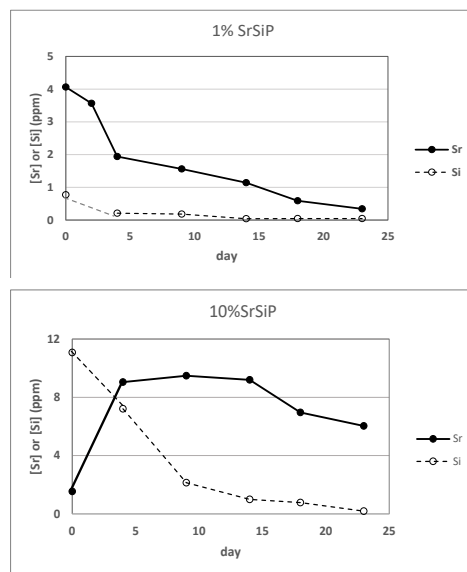 1% SrSiP
[Sr] or [Si] (ppm)
5
4
3
2
1
0
0 5 10 15 20 25
day
Sr
Si
10%SrSiP
[Sr] or [Si] (ppm)
12
8
4
0
0 5 10 15 20 25
day
Sr
Si